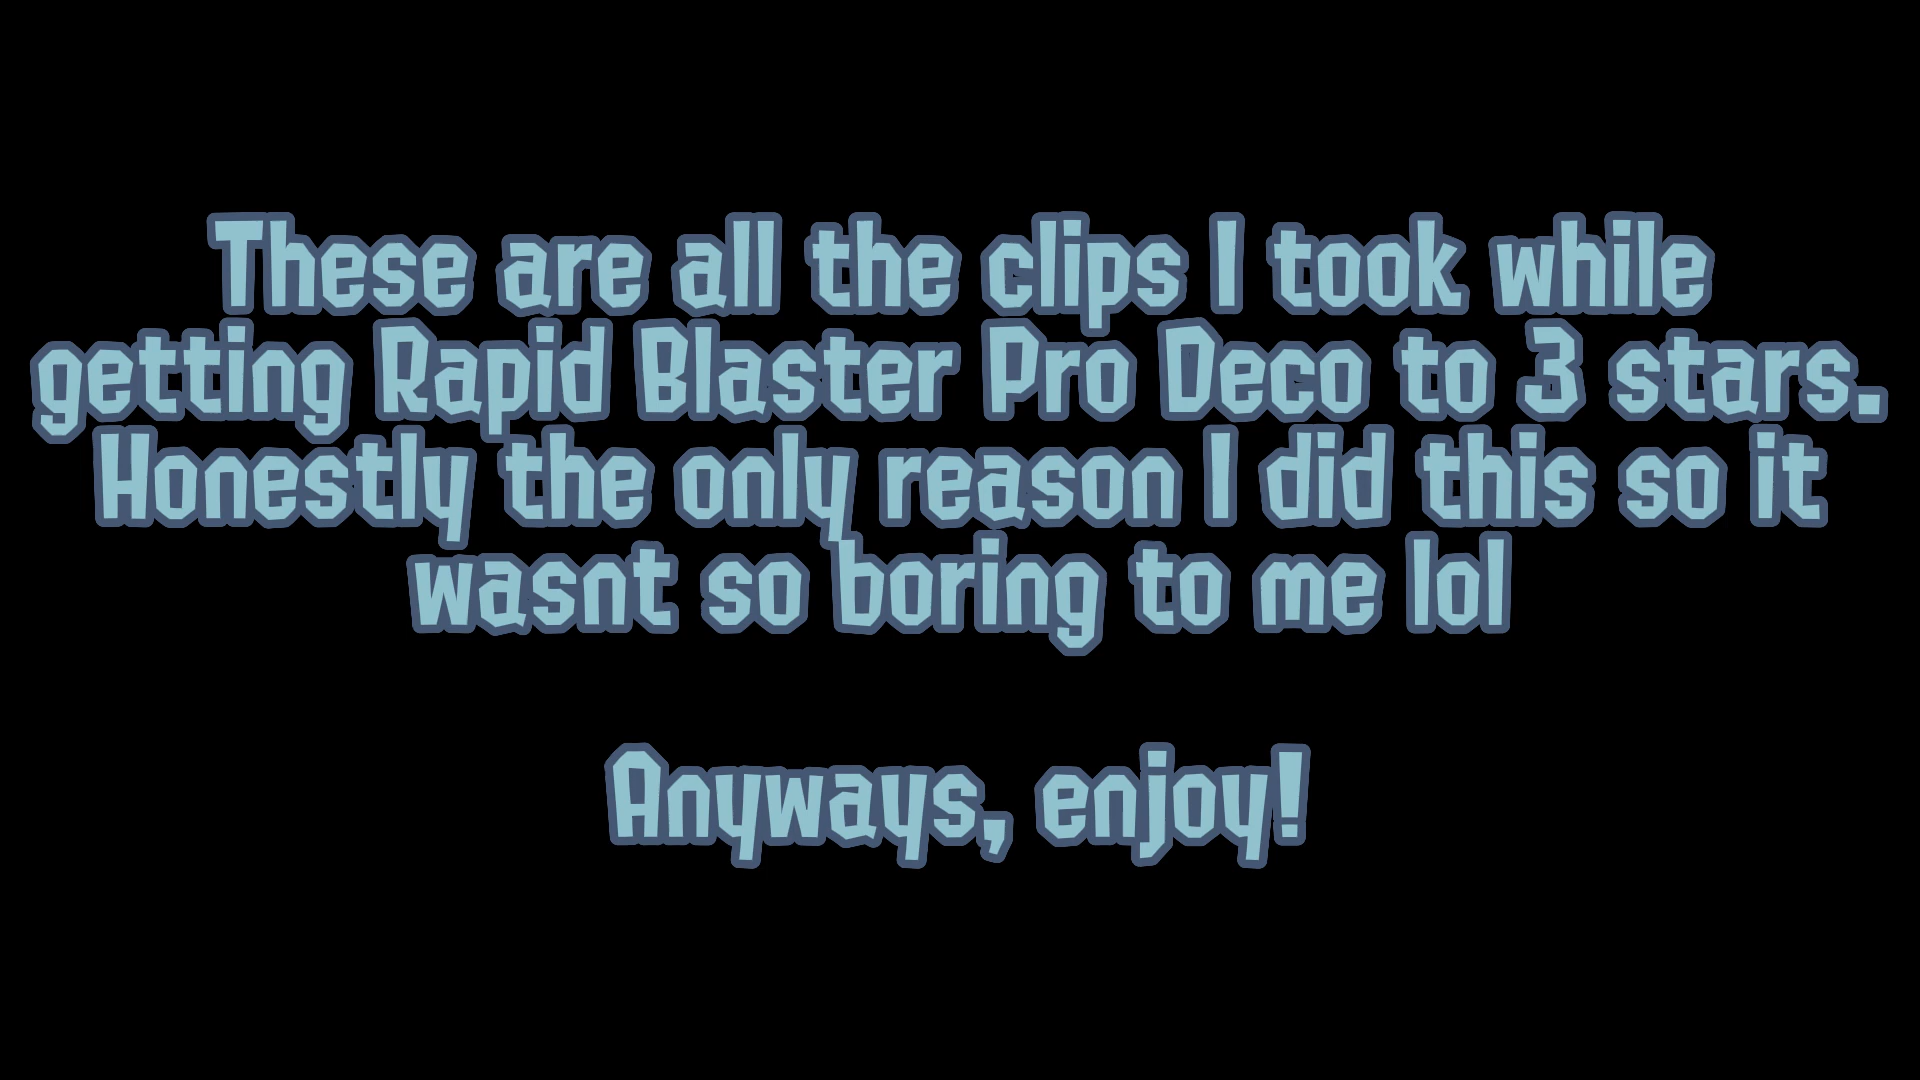 These are all the clips I took while
getting Rapid Blaster Pro Deco to 3 stars.
Honestly the only reason I did this so it
wasnt so boring to me lol
Anyways, enjoy!